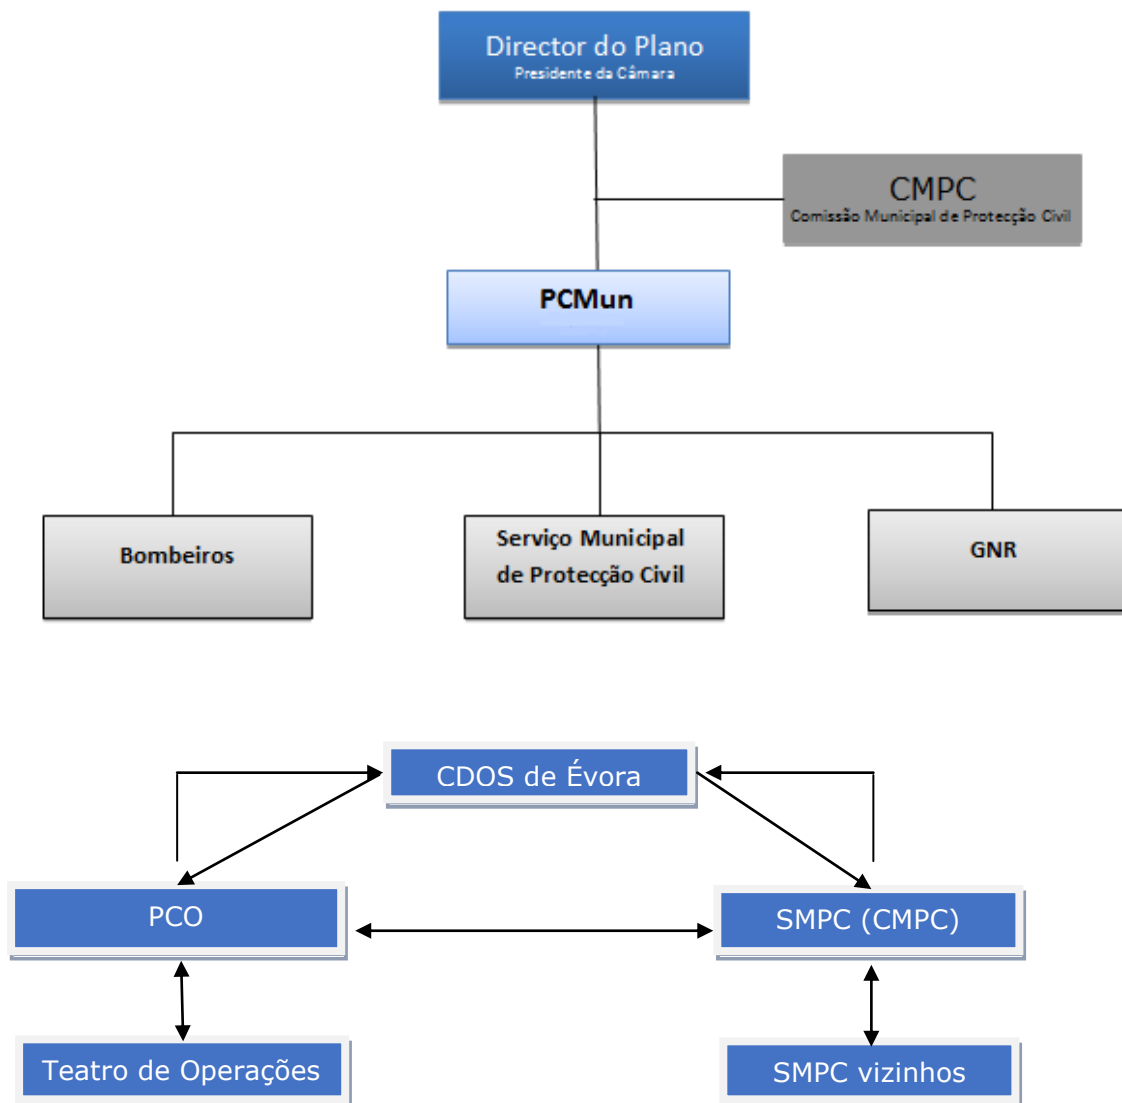 Director do Plano
Presidente da Câmara
CMPC
Comissão Municipal de Protecção Civil
PCMun
Bombeiros
Serviço Municipal
de Protecção Civil
GNR
CDOS de Évora
PCO
SMPC (CMPC)
Teatro de Operações
SMPC vizinhos